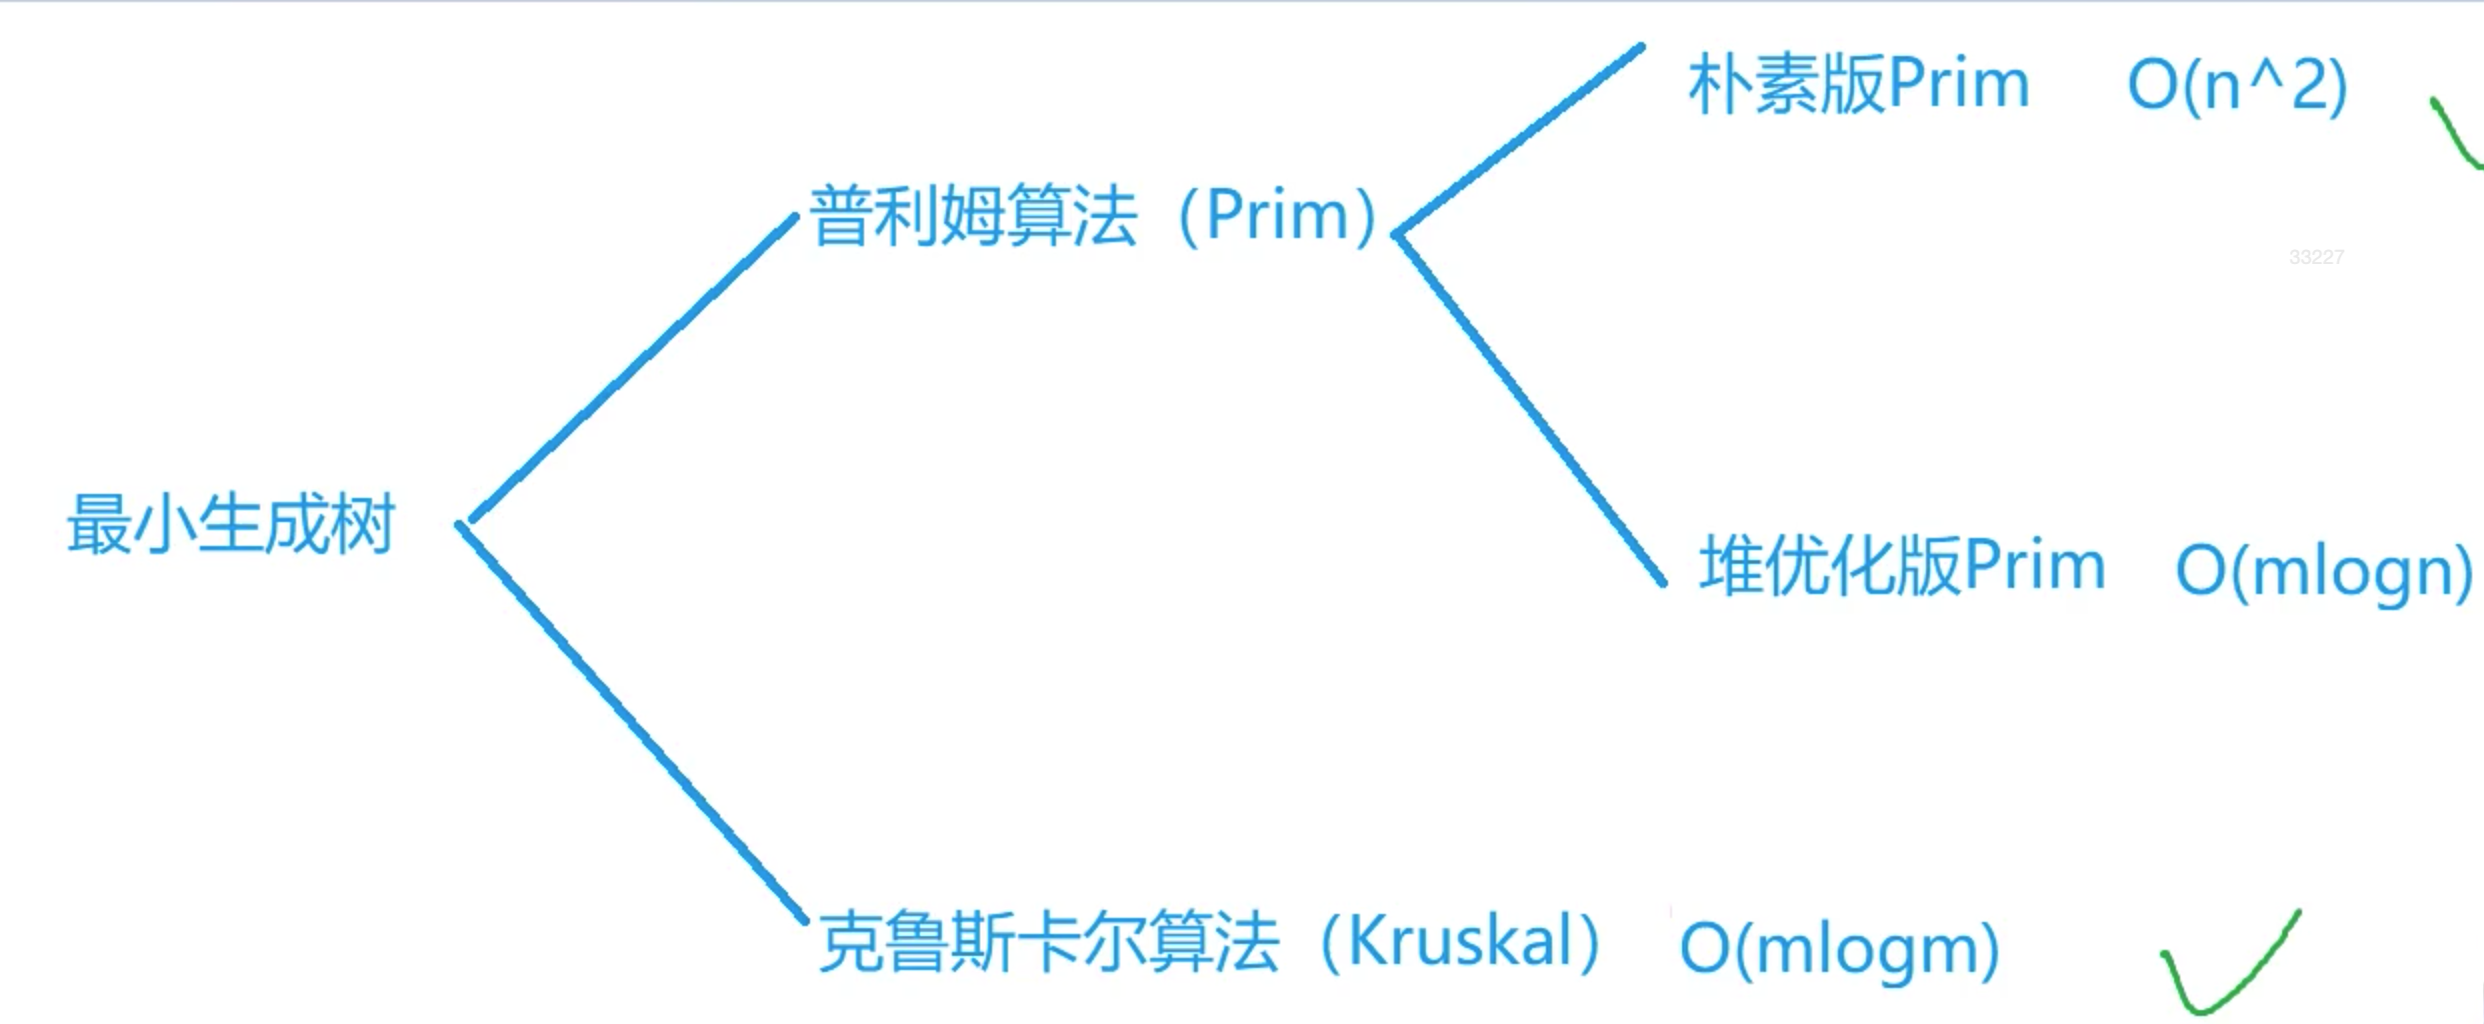 朴素版Prim O(n^2)
普利姆算法（Prim）
33227
最小生成树
堆优化版Prim O(mlogn)
克鲁斯卡尔算法（Kruskal） O(mlogm)